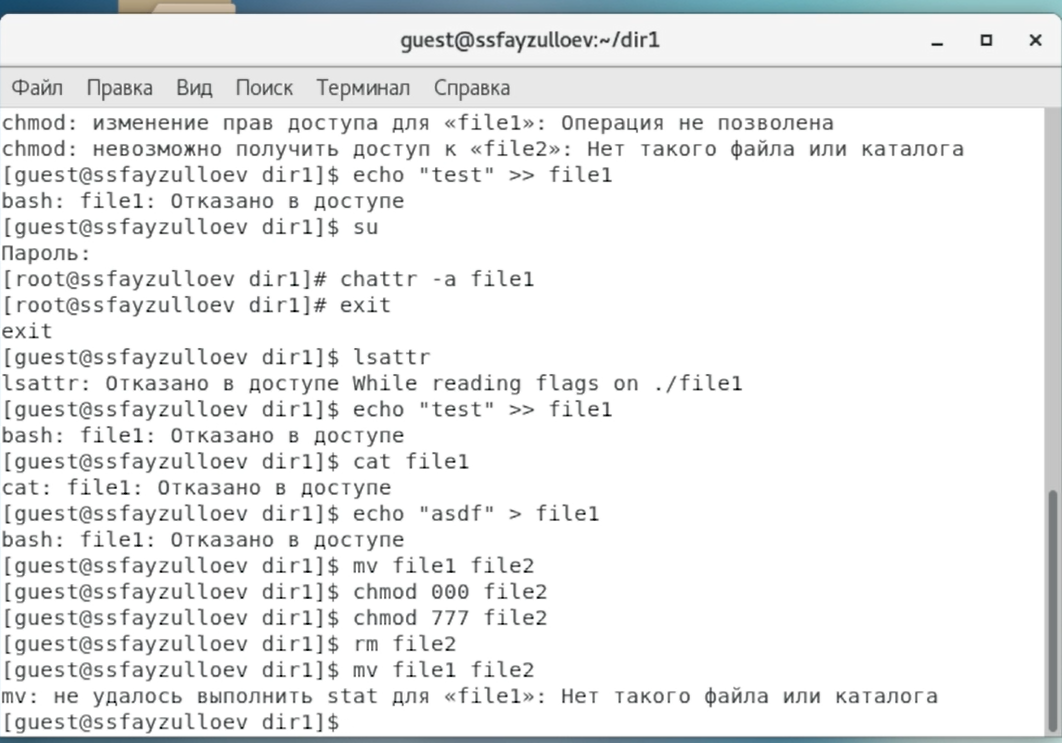 guest@ssfayzulloev:~/dir1
Файл Правка Вид Поиск Терминал Справка
chmod: изменение прав доступа для «file1»: Операция не позволена
chmod: невозможно получить доступ к «file2»: Нет такого файла или каталога
[guest@ssfayzulloev dir1]$ echo "test" >> file1
bash: file1: Отказано в доступе
[guest@ssfayzulloev dir1]$ su
Пароль:
[root@ssfayzulloev dir1]# chattr -a file1
[root@ssfayzulloev dir1]# exit
exit
[guest@ssfayzulloev dir1]$ lsattr
lsattr: Отказано в доступе While reading flags on ./file1
[guest@ssfayzulloev dir1]$ echo "test" >> file1
bash: file1: Отказано в доступе
[guest@ssfayzulloev dir1]$ cat file1
cat: file1: Отказано в доступе
[guest@ssfayzulloev dir1]$ echo "asdf" > file1
bash: file1: Отказано в доступе
[guest@ssfayzulloev dir1]$ mv file1 file2
[guest@ssfayzulloev dir1]$ chmod 000 file2
[guest@ssfayzulloev dir1]$ chmod 777 file2
[guest@ssfayzulloev dir1]$ rm file2
[guest@ssfayzulloev dir1]$ mv file1 file2
mv: не удалось выполнить stat для «file1»: Нет такого файла или каталога
[guest@ssfayzulloev dir1]$